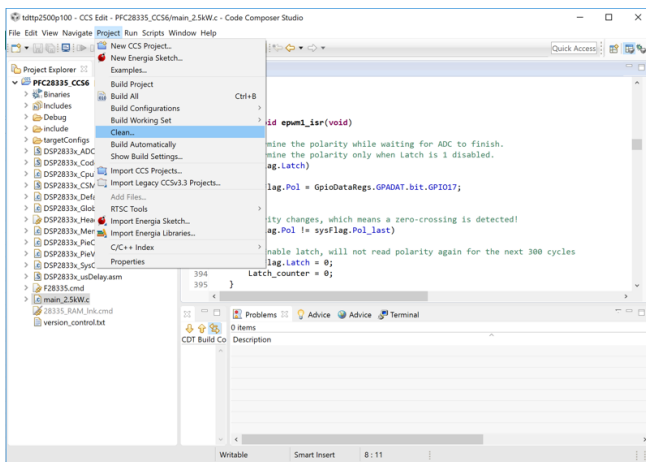 tdttp2500p100 - CCS Edit - PFC28335_CCS6/main_2.5kW.c - Code Composer Studio
File Edit View Navigate Project Run Scripts Window Help
Quick Access
Project Explorer
PFC28335_CCS6
Binaries
Includes
Debug
include
targetConfigs
DSP2833x_ADC
DSP2833x_Cod
DSP2833x_Cpu
DSP2833x_CSM
DSP2833x_Defa
DSP2833x_Glob
DSP2833x_Hea
DSP2833x_Mer
DSP2833x_PieC
DSP2833x_PieV
DSP2833x_SysC
DSP2833x_usDelay.asm
F28335.cmd
main_2.5kW.c
28335_RAM_lnk.cmd
version_control.txt
New CCS Project...
New Energia Sketch...
Examples...
Build Project
Build All Ctrl+B
Build Configurations
Build Working Set
Clean...
Build Automatically
Show Build Settings...
Import CCS Projects...
Import Legacy CCSv3.3 Projects...
Add Files...
RTSC Tools
Import Energia Sketch...
Import Energia Libraries...
C/C++ Index
Properties
id epwm1_isr(void)
mine the polarity while waiting for ADC to finish.
mine the polarity only when Latch is 1 disabled.
ag.Latch)
lag.Pol = GpioDataRegs.GPADAT.bit.GPIO17;
ity changes, which means a zero-crossing is detected!
ag.Pol != sysFlag.Pol_last)
nable latch, will not read polarity again for the next 300 cycles
lag.Latch = 0;
394 Latch_counter = 0;
395 }
CDT Build Co
Problems Advice Advice Terminal
0 items
Description
Writable Smart Insert 8 : 11